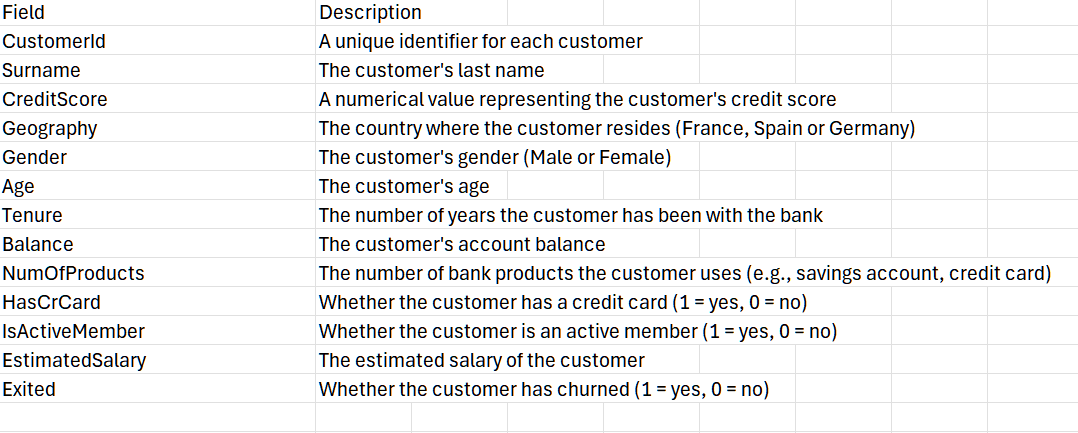 Field Description
CustomerId A unique identifier for each customer
Surname The customer's last name
CreditScore A numerical value representing the customer's credit score
Geography The country where the customer resides (France, Spain or Germany)
Gender The customer's gender (Male or Female)
Age The customer's age
Tenure The number of years the customer has been with the bank
Balance The customer's account balance
NumOfProducts The number of bank products the customer uses (e.g., savings account, credit card)
HasCrCard Whether the customer has a credit card (1 = yes, 0 = no)
IsActiveMember Whether the customer is an active member (1 = yes, 0 = no)
EstimatedSalary The estimated salary of the customer
Exited Whether the customer has churned (1 = yes, 0 = no)